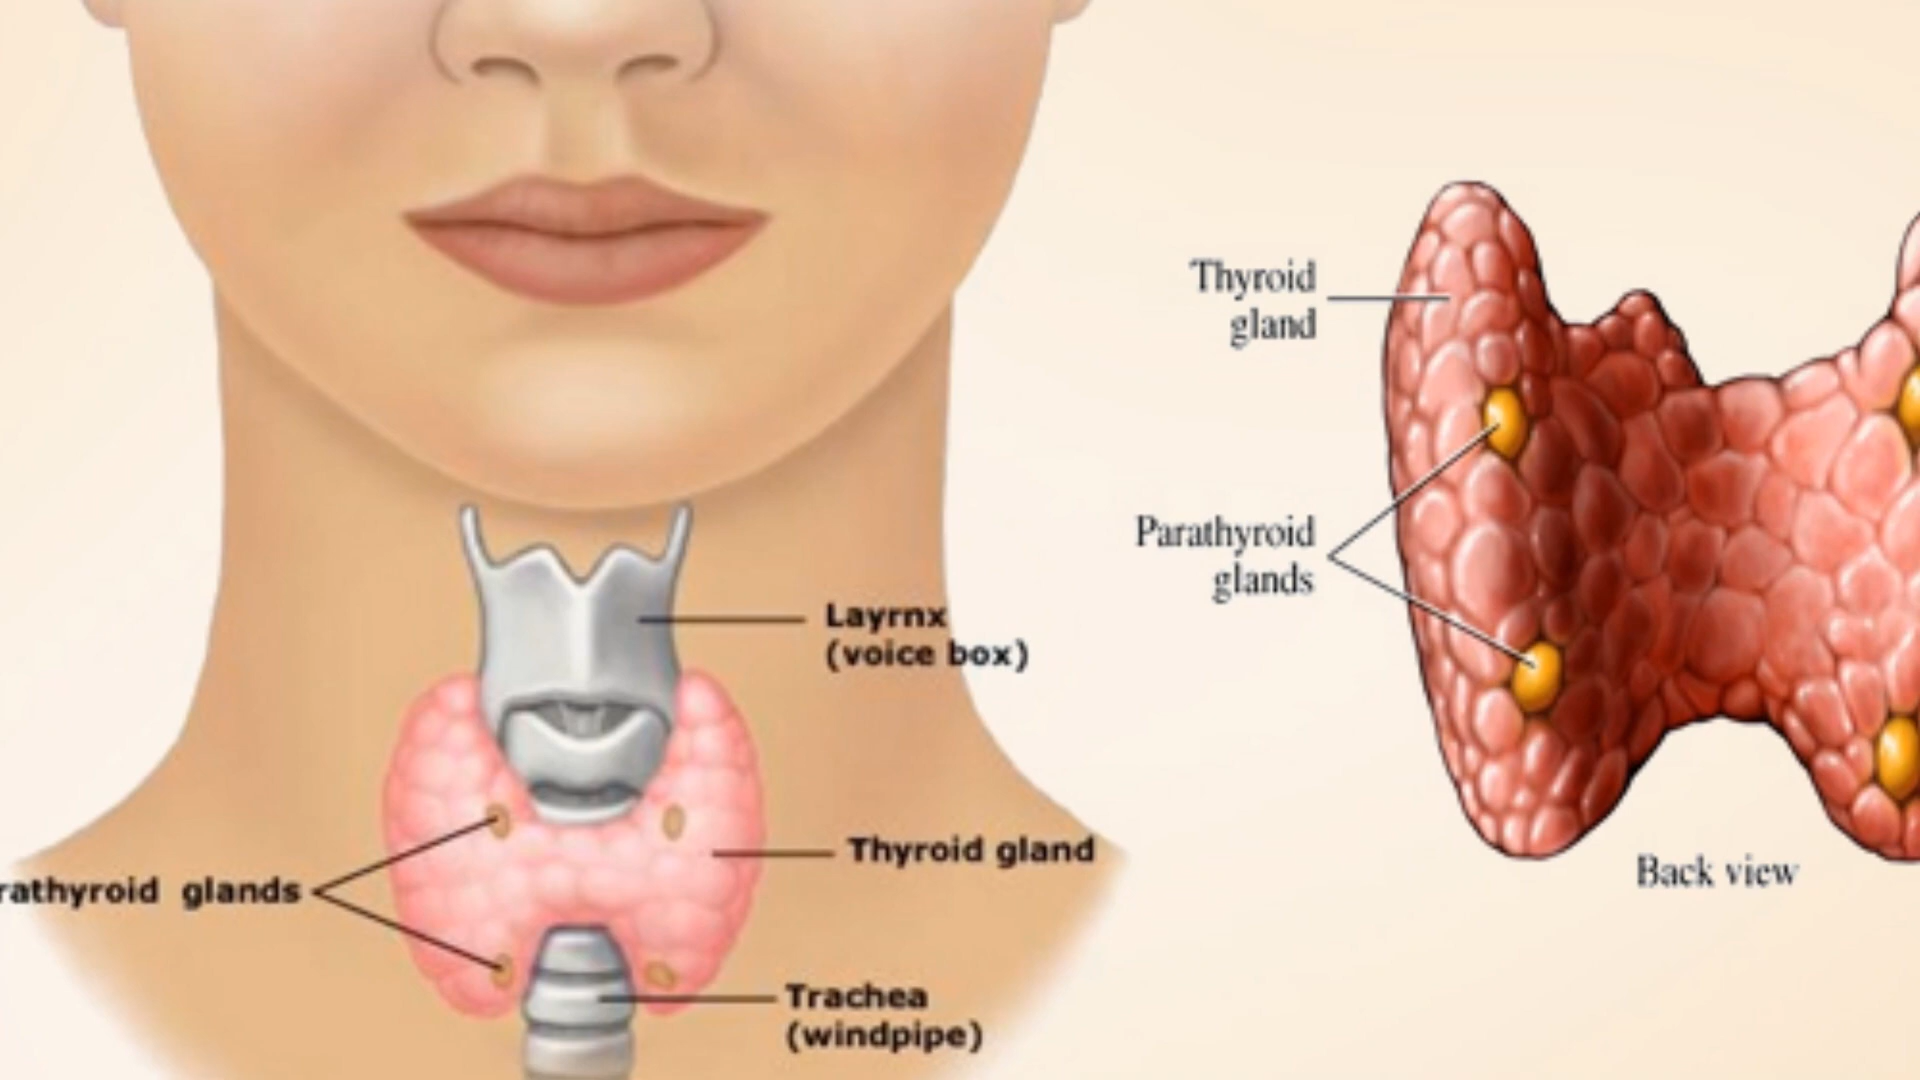 Layrnx
(voice box)
Thyroid gland
rathyroid glands
Trachea
(windpipe)
Thyroid
gland
Parathyroid
glands
Back view